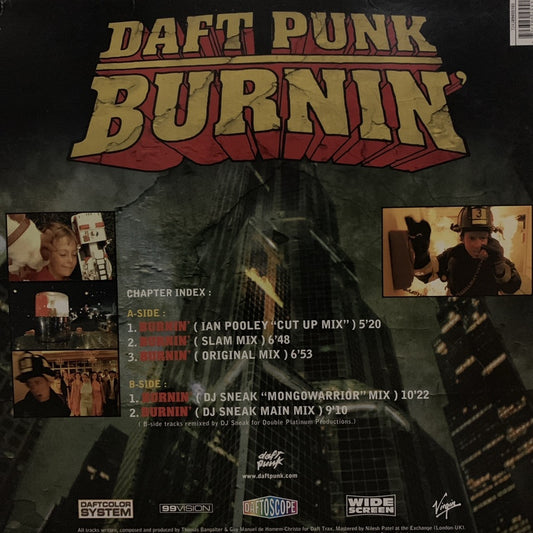 DAFT PUNK
BURNIN'
CHAPTER INDEX :
A-SIDE :
1. BURNIN' ( IAN POOLEY "CUT UP MIX" ) 5'20
2. BURNIN' ( SLAM MIX ) 6'48
3. BURNIN' ( ORIGINAL MIX ) 6'53
B-SIDE :
1. BURNIN' ( DJ SNEAK "MONGOWARRIOR" MIX ) 10'22
2. BURNIN' ( DJ SNEAK MAIN MIX ) 9'10
( B-side tracks remixed by DJ Sneak for Double Platinum Productions.)
daft punk
www.daftpunk.com
DAFTCOLOR SYSTEM
99VISION
DAFTOSCOPE
WIDE SCREEN
Virgin
All tracks written, composed and produced by Thomas Bangalter & Guy Manuel de Homem-Christo for Daft Trax. Mastered by Nilesh Patel at the Exchange (London-UK).